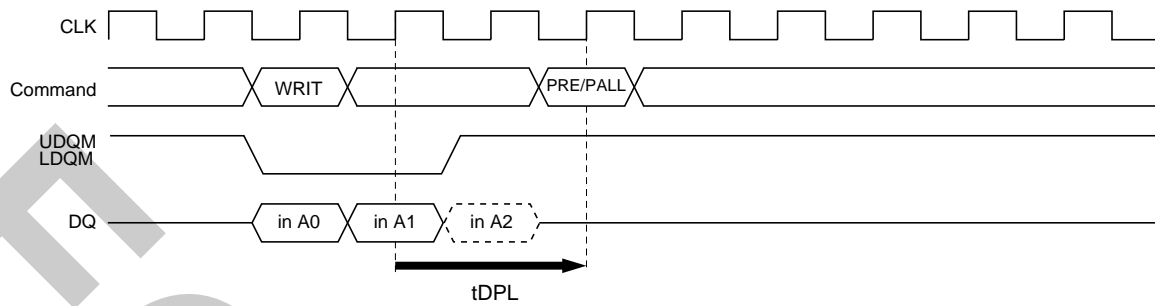 CLK
Command
WRIT
PRE/PALL
UDQM
LDQM
DQ
in A0
in A1
in A2
tDPL